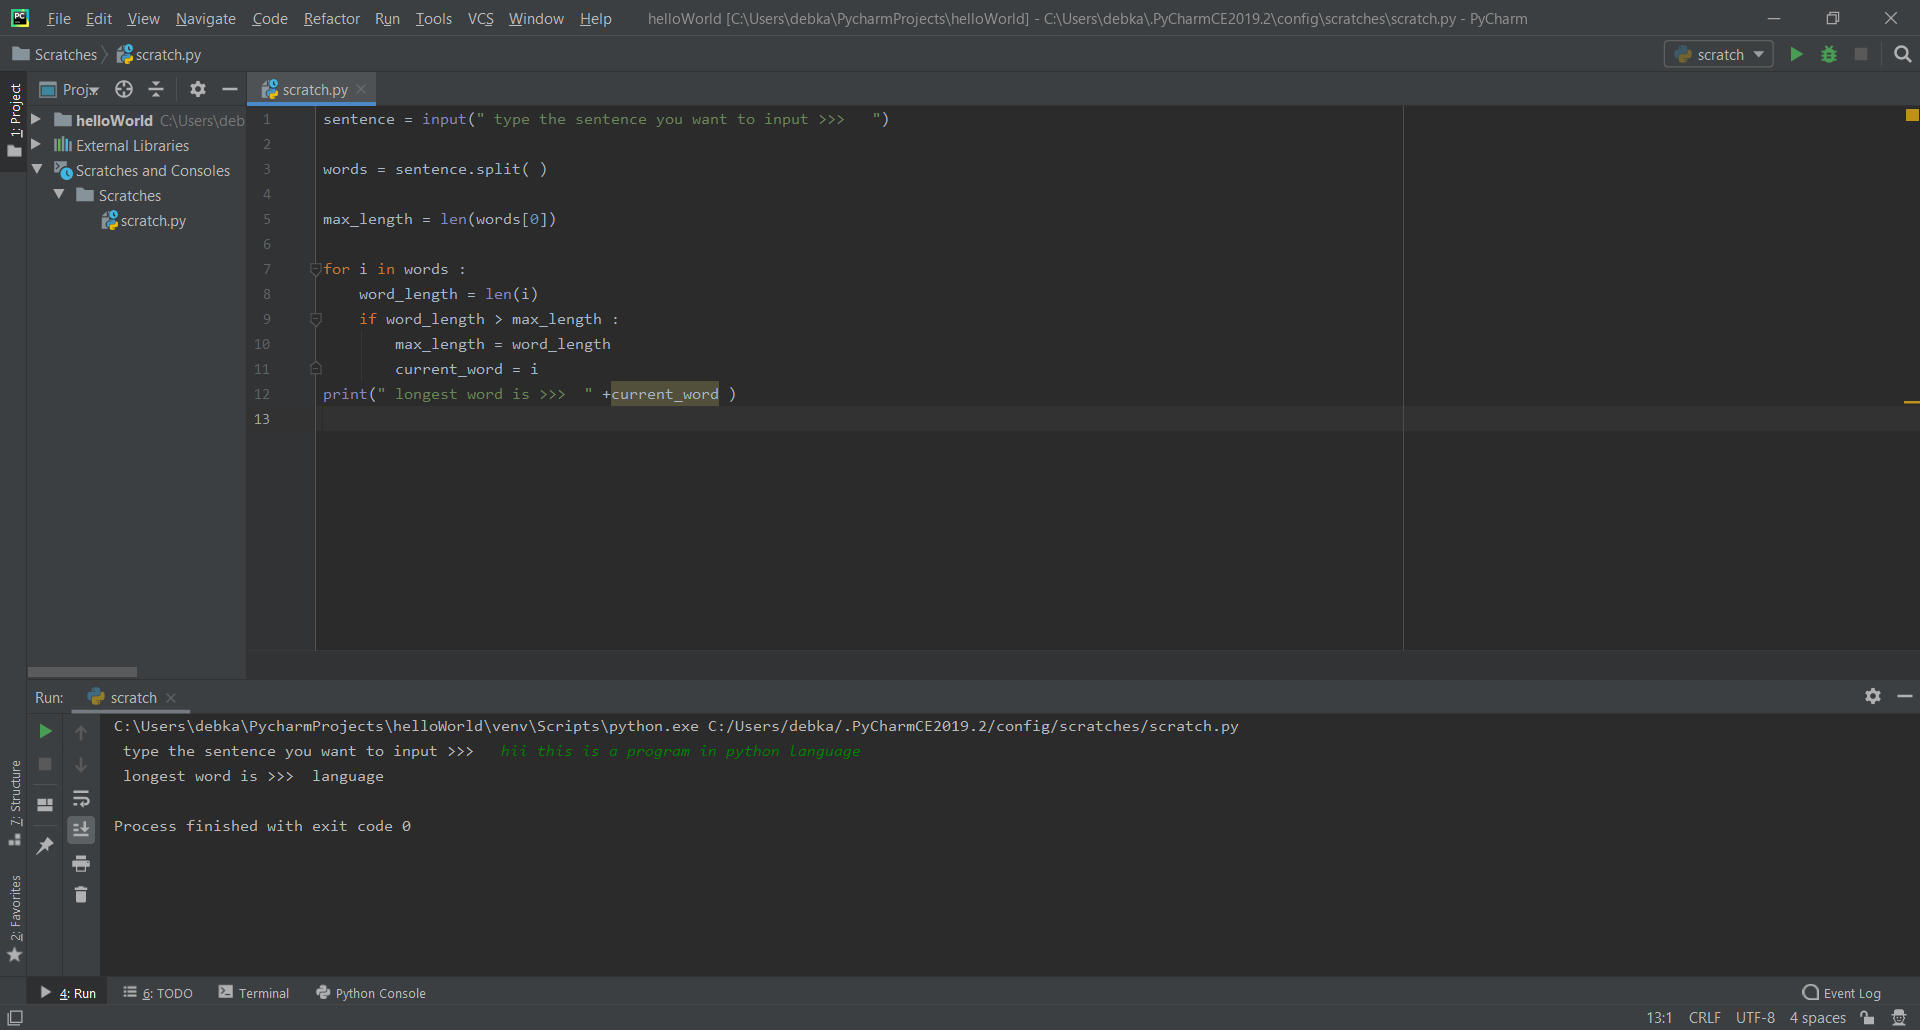 File Edit View Navigate Code Refactor Run Tools VCS Window Help helloWorld [C:\Users\debka\PycharmProjects\helloWorld] - C:\Users\debka\.PyCharmCE2019.2\config\scratches\scratch.py - PyCharm
Scratches scratch.py scratch
1: Project
Proj scratch.py
helloWorld C:\Users\deb
External Libraries
Scratches and Consoles
Scratches
scratch.py
1 sentence = input(" type the sentence you want to input >>>   ")
2
3 words = sentence.split( )
4
5 max_length = len(words[0])
6
7 for i in words :
8     word_length = len(i)
9     if word_length > max_length :
10         max_length = word_length
11         current_word = i
12 print(" longest word is >>>  " +current_word )
13
Run: scratch
C:\Users\debka\PycharmProjects\helloWorld\venv\Scripts\python.exe C:/Users/debka/.PyCharmCE2019.2/config/scratches/scratch.py
type the sentence you want to input >>>   hii this is a program in python language
longest word is >>>  language
Process finished with exit code 0
7: Structure
2: Favorites
4: Run 6: TODO Terminal Python Console Event Log
13:1 CRLF UTF-8 4 spaces